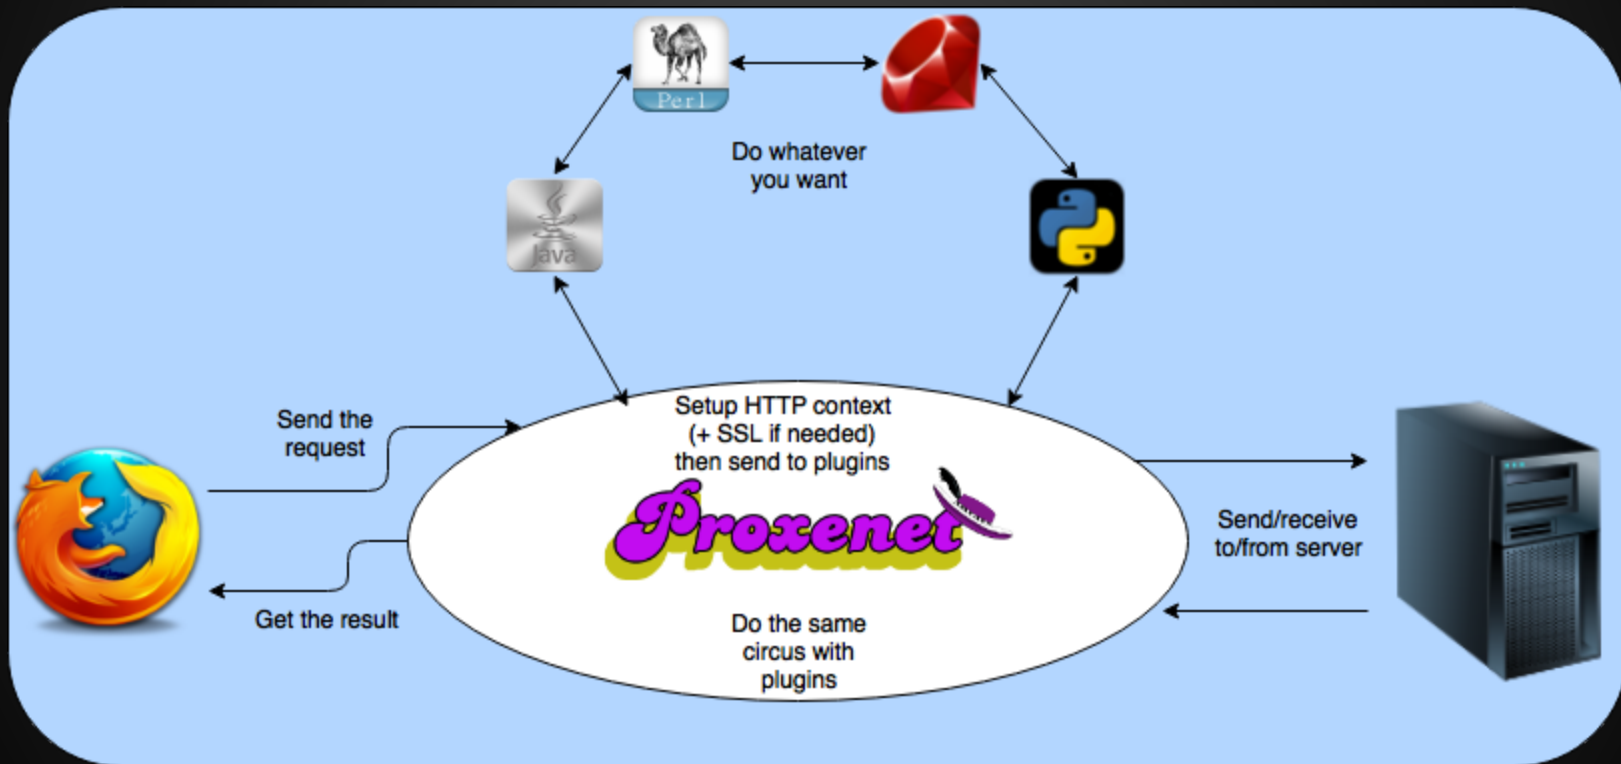 Perl
Do whatever
you want
Java
Send the
request
Setup HTTP context
(+ SSL if needed)
then send to plugins
Proxenet
Send/receive
to/from server
Get the result
Do the same
circus with
plugins